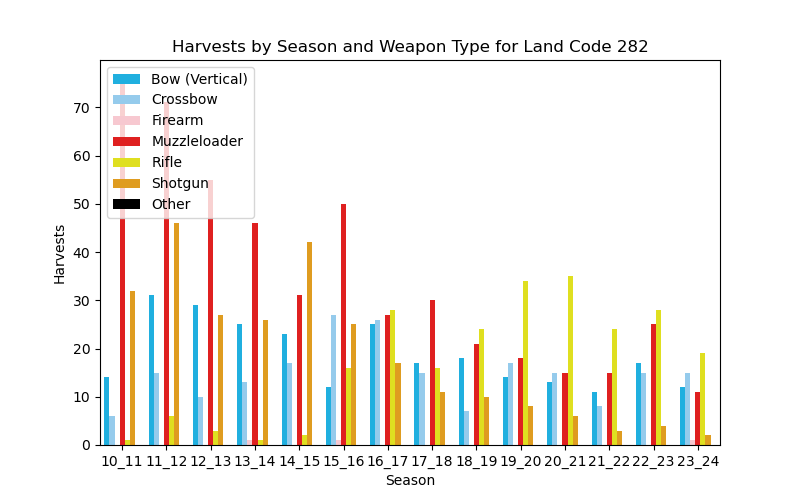 Harvests by Season and Weapon Type for Land Code 282
Bow (Vertical)
Crossbow
Firearm
Muzzleloader
Rifle
Shotgun
Other
70
60
50
40
30
20
10
0
Harvests
10_11 11_12 12_13 13_14 14_15 15_16 16_17 17_18 18_19 19_20 20_21 21_22 22_23 23_24
Season